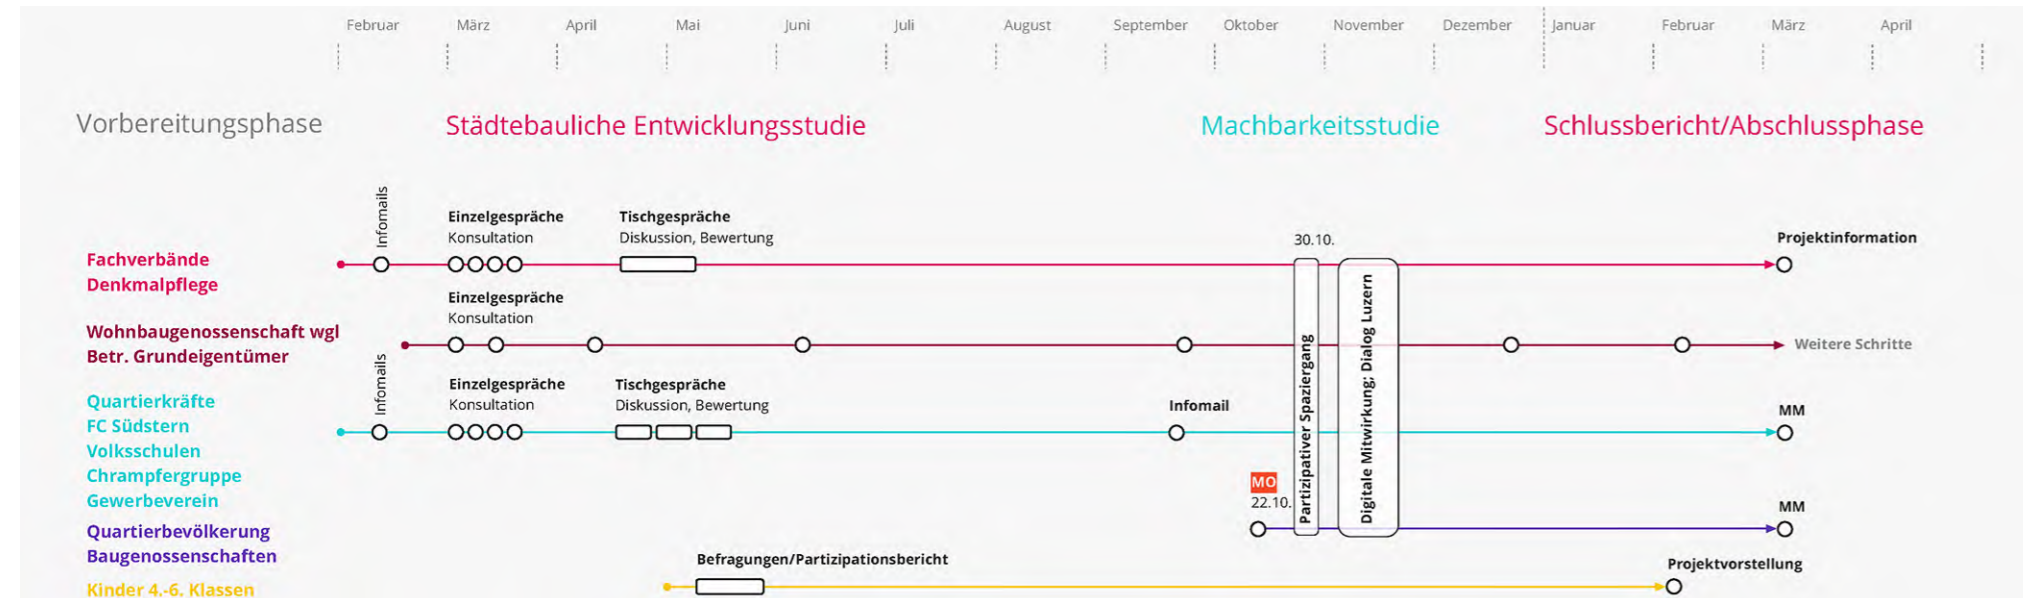 Februar März April Mai Juni Juli August September Oktober November Dezember Januar Februar März April
Vorbereitungsphase Städtebauliche Entwicklungsstudie Machbarkeitsstudie Schlussbericht/Abschlussphase
Infomails
Einzelgespräche Tischgespräche
Konsultation Diskussion, Bewertung
30.10.
Projektinformation
Fachverbände
Denkmalpflege
Einzelgespräche
Konsultation
Wohnbaugenossenschaft wgl
Betr. Grundeigentümer
Weitere Schritte
Infomails
Einzelgespräche Tischgespräche
Konsultation Diskussion, Bewertung
Infomail
MM
Quartierkräfte
FC Südstern
Volksschulen
Chrampfergruppe
Gewerbeverein
Partizipativer Spaziergang
Digitale Mitwirkung; Dialog Luzern
MO
22.10.
MM
Quartierbevölkerung
Baugenossenschaften
Befragungen/Partizipationsbericht
Projektvorstellung
Kinder 4.-6. Klassen